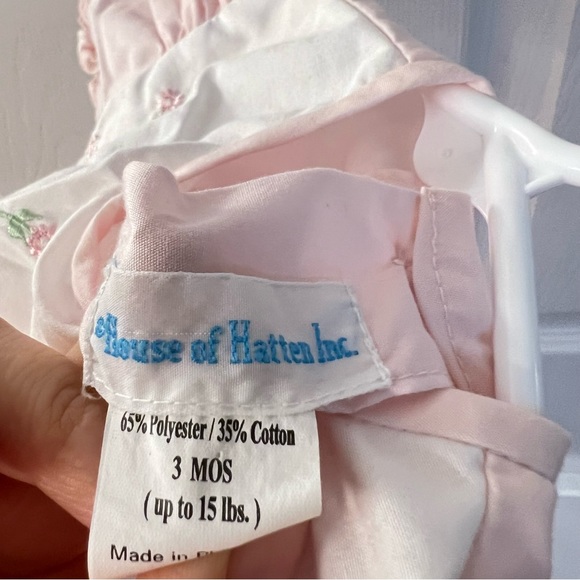 House of Hatten Inc.
65% Polyester / 35% Cotton
3 MOS
( up to 15 lbs. )
Made in